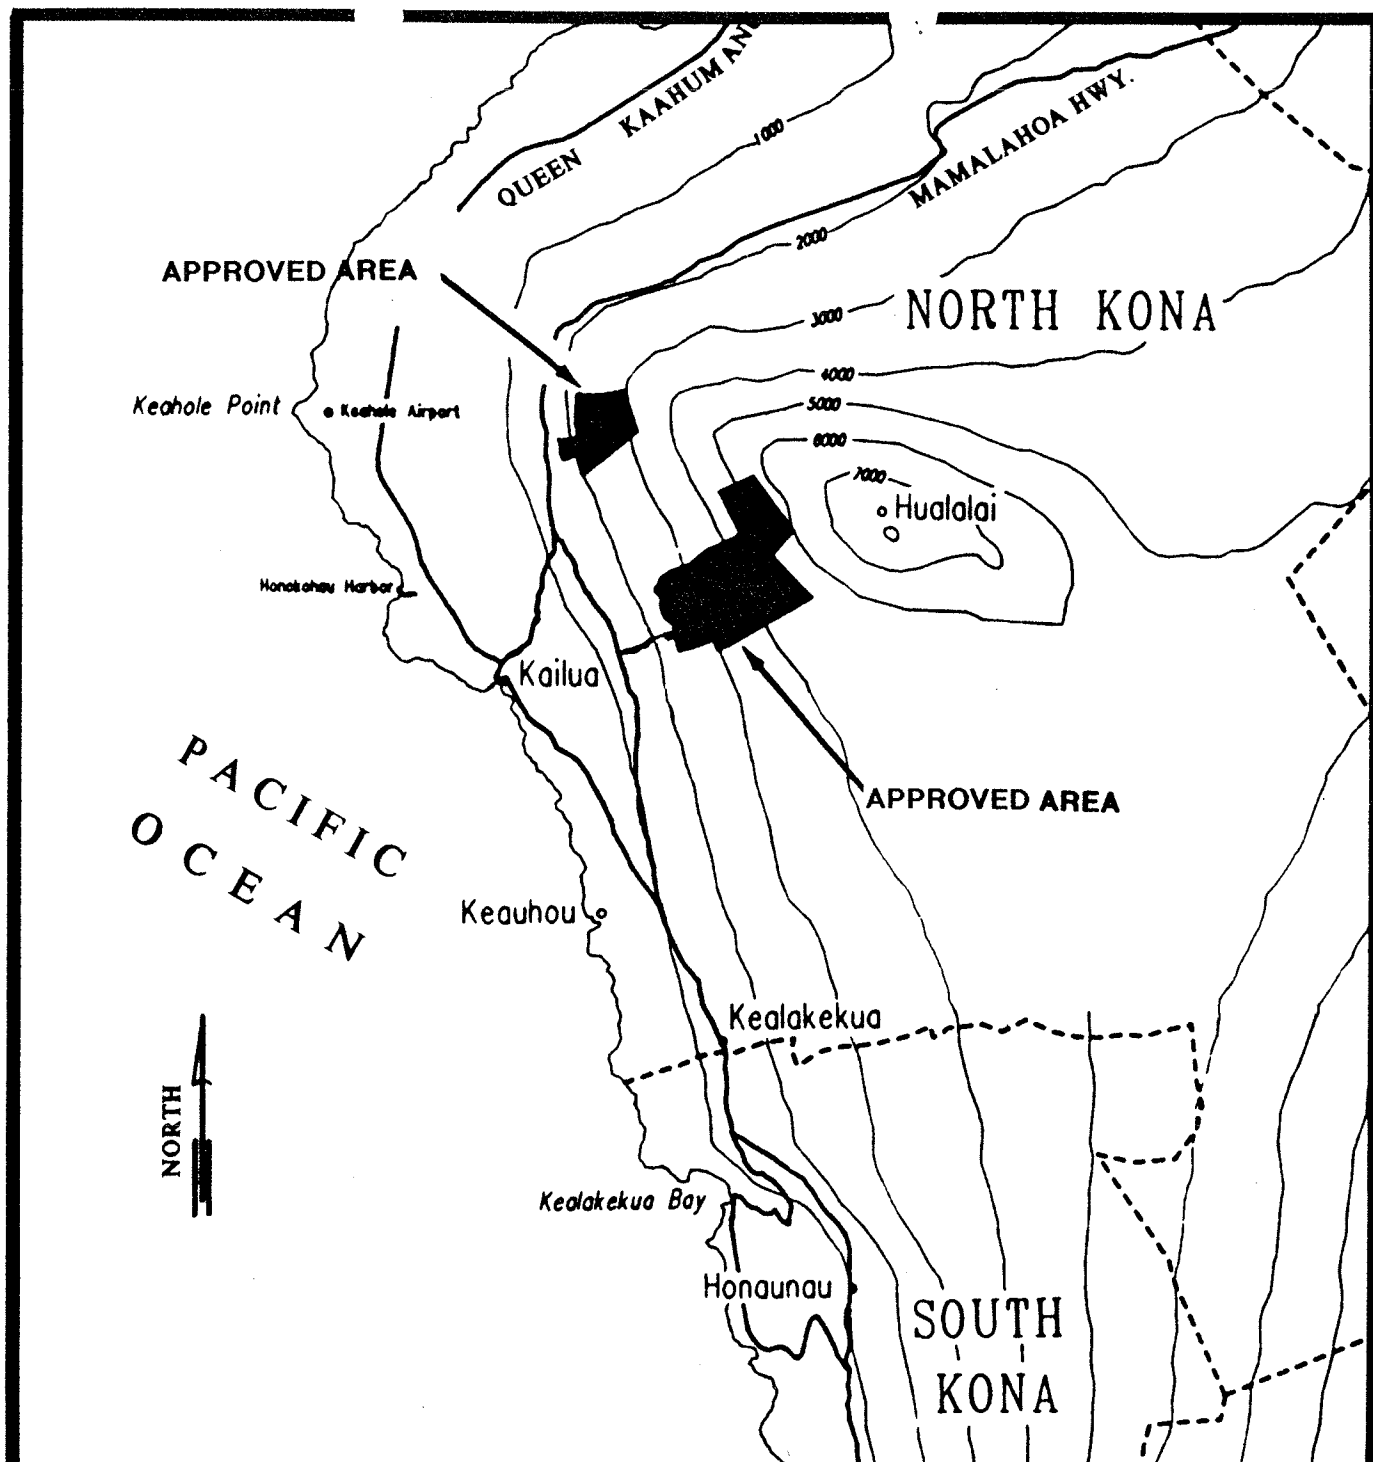 QUEEN KAAHUMAN
1000
MAMALAHOA HWY.
2000
APPROVED AREA
3000
NORTH KONA
4000
Keahole Point
Keahole Airport
5000
6000
7000
Hualalai
Honokohau Harbor
Kailua
PACIFIC
OCEAN
APPROVED AREA
Keauhou
Kealakekua
NORTH
Kealakekua Bay
Honaunau
SOUTH
KONA